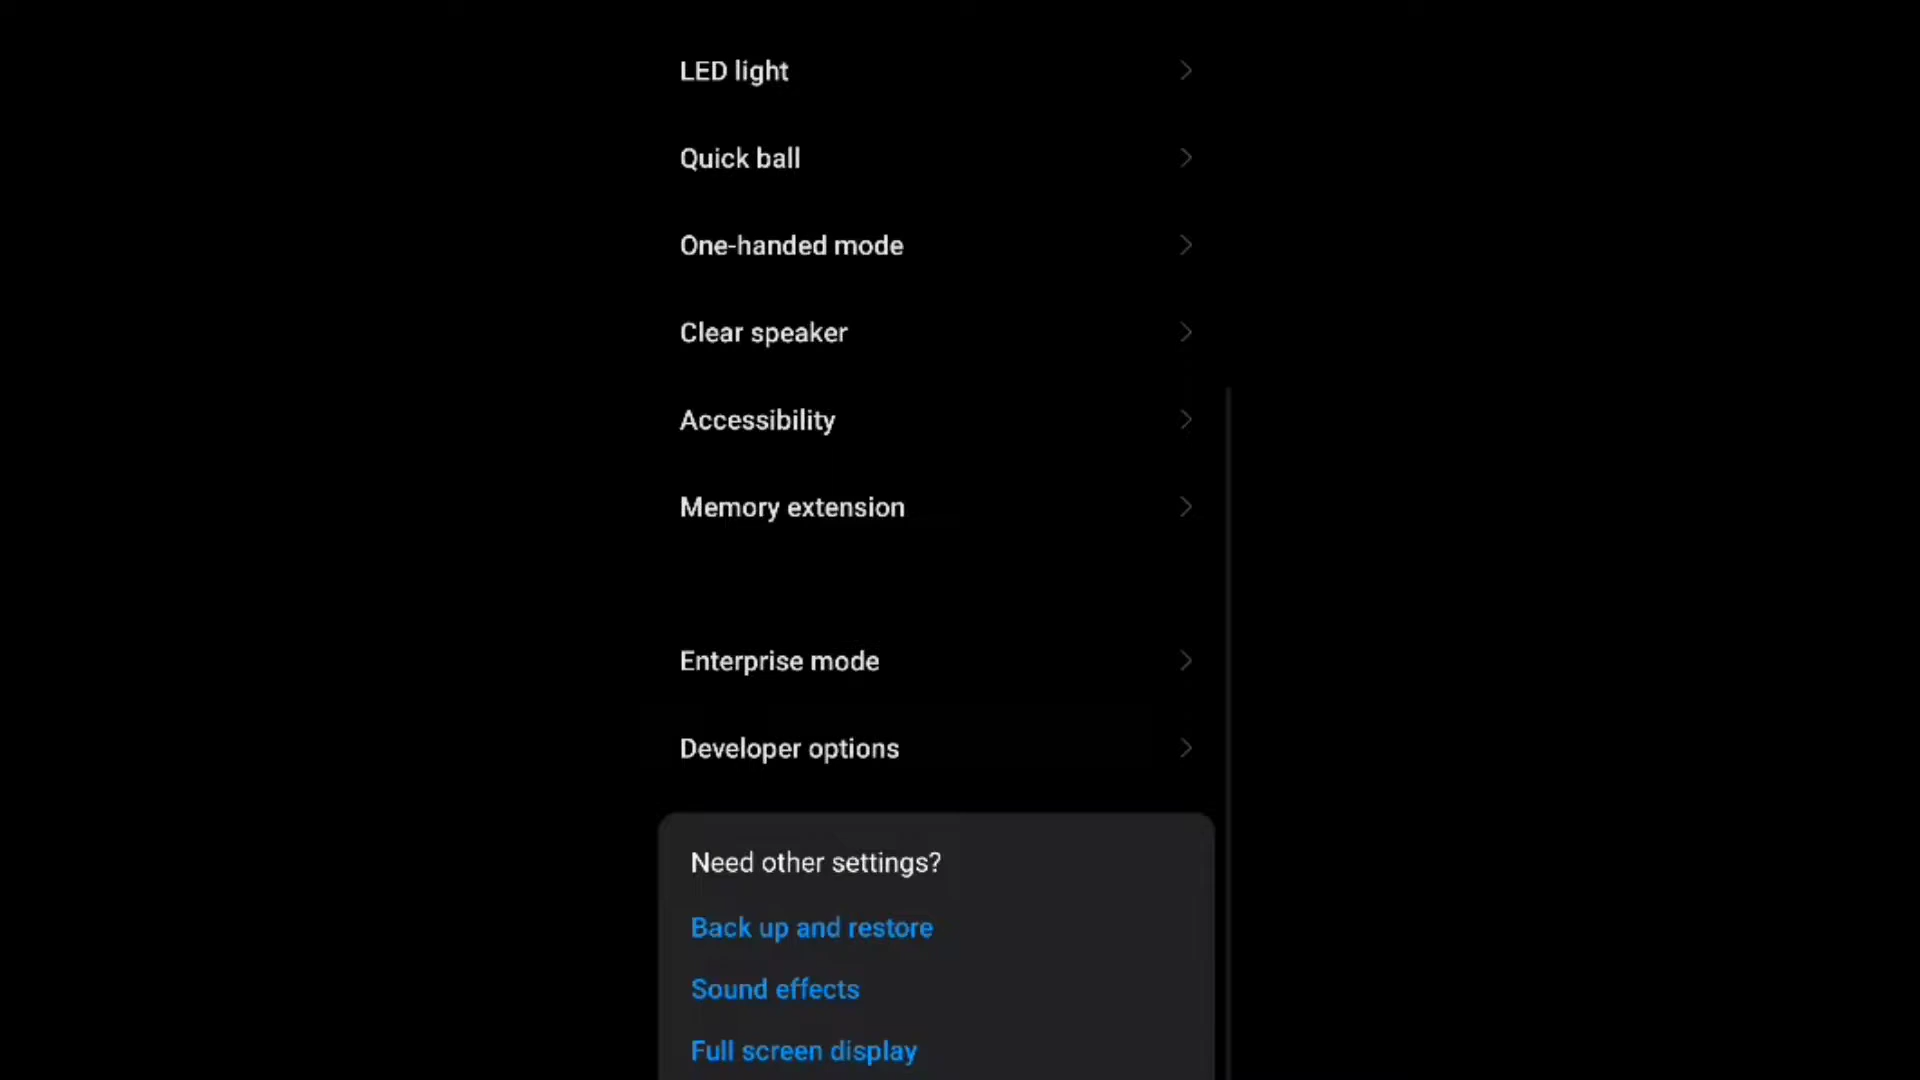 LED light
Quick ball
One-handed mode
Clear speaker
Accessibility
Memory extension
Enterprise mode
Developer options
Need other settings?
Back up and restore
Sound effects
Full screen display